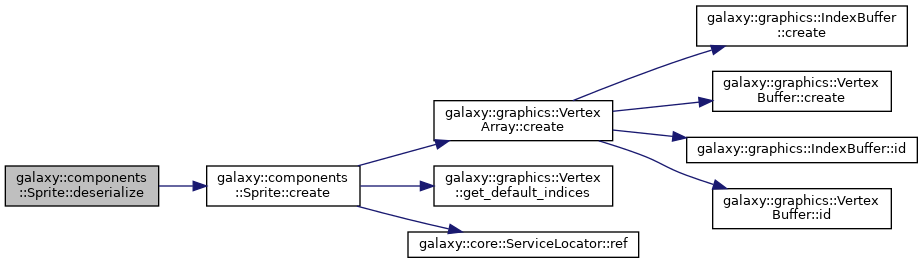 galaxy::components
::Sprite::deserialize
galaxy::components
::Sprite::create
galaxy::graphics::Vertex
Array::create
galaxy::graphics::Vertex
::get_default_indices
galaxy::core::ServiceLocator::ref
galaxy::graphics::IndexBuffer
::create
galaxy::graphics::Vertex
Buffer::create
galaxy::graphics::IndexBuffer::id
galaxy::graphics::Vertex
Buffer::id